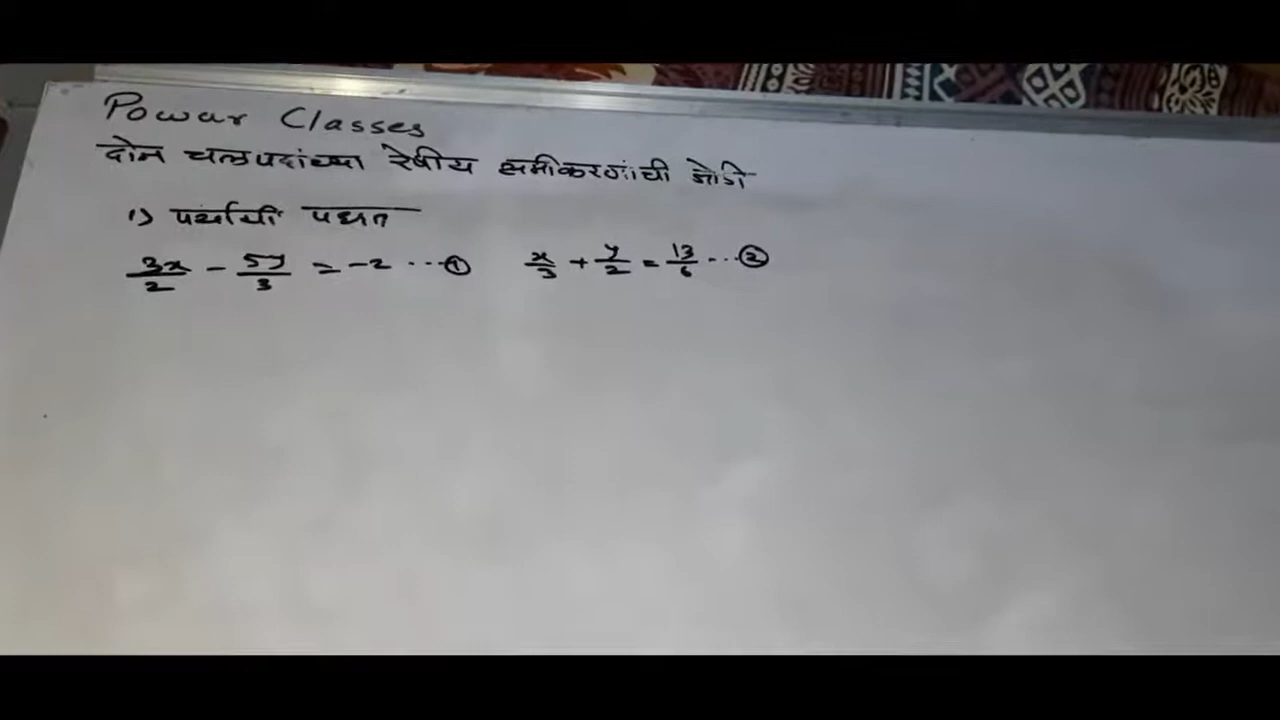 Powar Classes
दोन चलपदांच्या रेषीय समीकरणांची जोडी
1) पर्यायी पद्धत
3x/2 - 5y/3 = -2 ...① x/3 + y/2 = 13/6 ...②